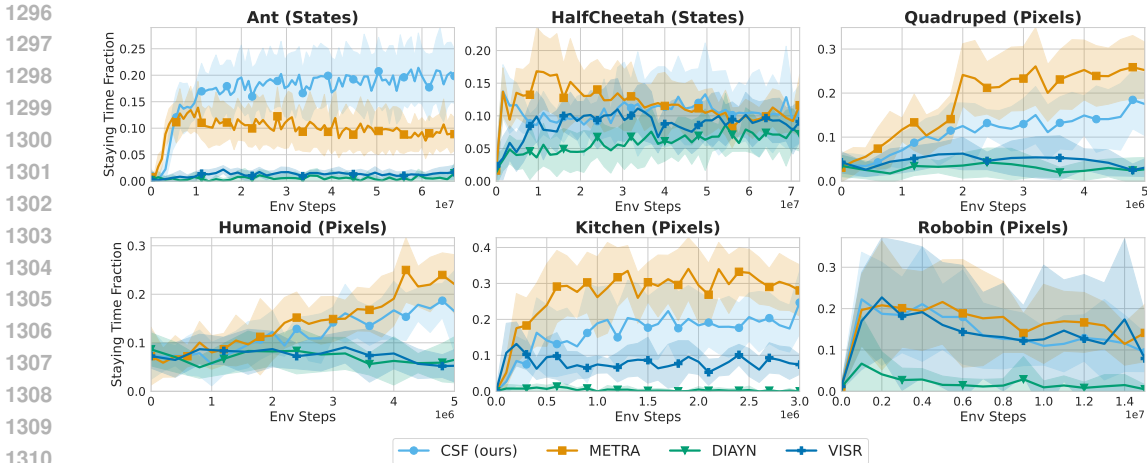 1296
1297
1298
1299
1300
1301
1302
1303
1304
1305
1306
1307
1308
1309
1310
Ant (States)
Staying Time Fraction
0.25
0.20
0.15
0.10
0.05
0.00
0 1 2 3 4 5 6
Env Steps
1e7
HalfCheetah (States)
0.20
0.15
0.10
0.05
0.00
0 1 2 3 4 5 6 7
Env Steps
1e7
Quadruped (Pixels)
0.3
0.2
0.1
0.0
0 1 2 3 4 5
Env Steps
1e6
Humanoid (Pixels)
Staying Time Fraction
0.3
0.2
0.1
0.0
0 1 2 3 4 5
Env Steps
1e6
Kitchen (Pixels)
0.4
0.3
0.2
0.1
0.0
0.0 0.5 1.0 1.5 2.0 2.5 3.0
Env Steps
1e6
Robobin (Pixels)
0.3
0.2
0.1
0.0
0.0 0.2 0.4 0.6 0.8 1.0 1.2 1.4
Env Steps
1e7
CSF (ours) METRA DIAYN VISR